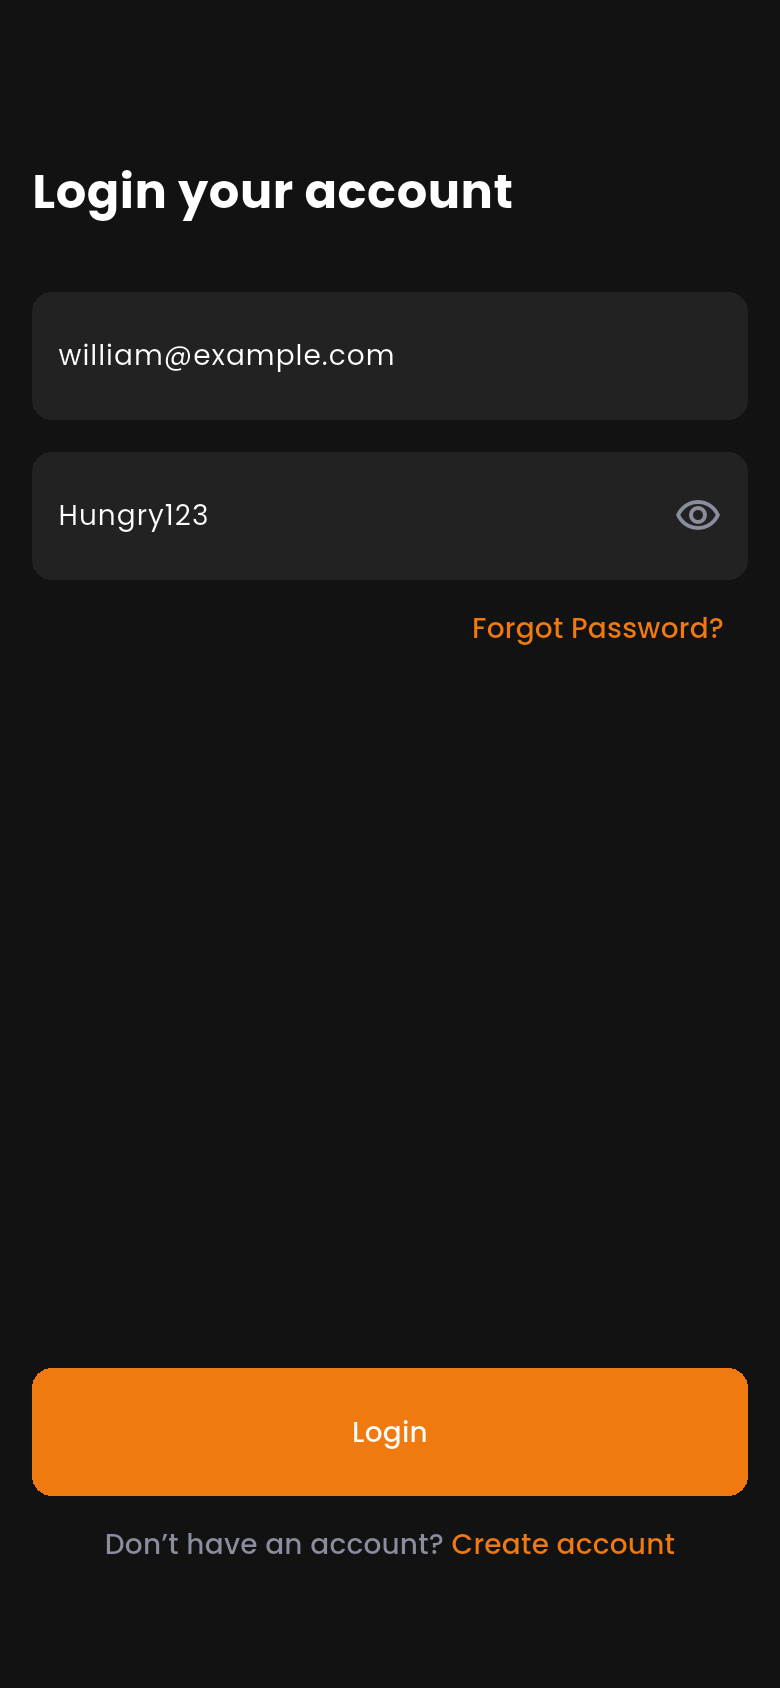 Login your account
william@example.com
Hungry123
Forgot Password?
Login
Don’t have an account? Create account